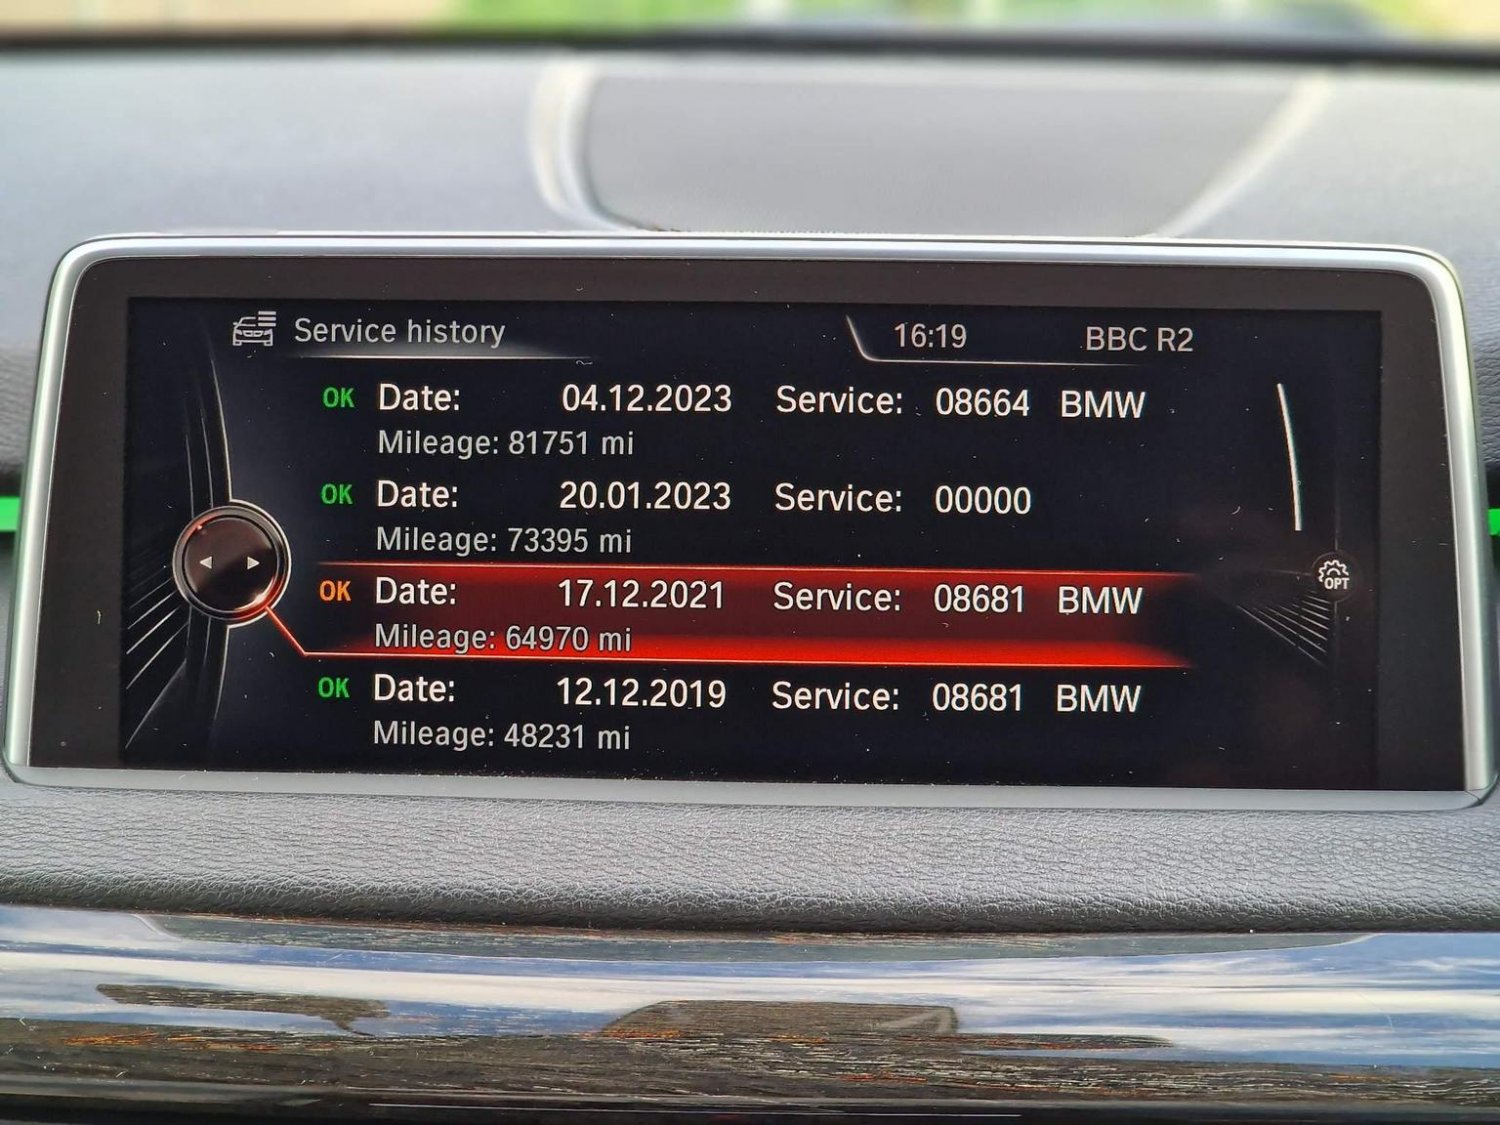 Service history 16:19 BBC R2
OK Date: 04.12.2023 Service: 08664 BMW
Mileage: 81751 mi
OK Date: 20.01.2023 Service: 00000
Mileage: 73395 mi
OK Date: 17.12.2021 Service: 08681 BMW
Mileage: 64970 mi
OPT
OK Date: 12.12.2019 Service: 08681 BMW
Mileage: 48231 mi